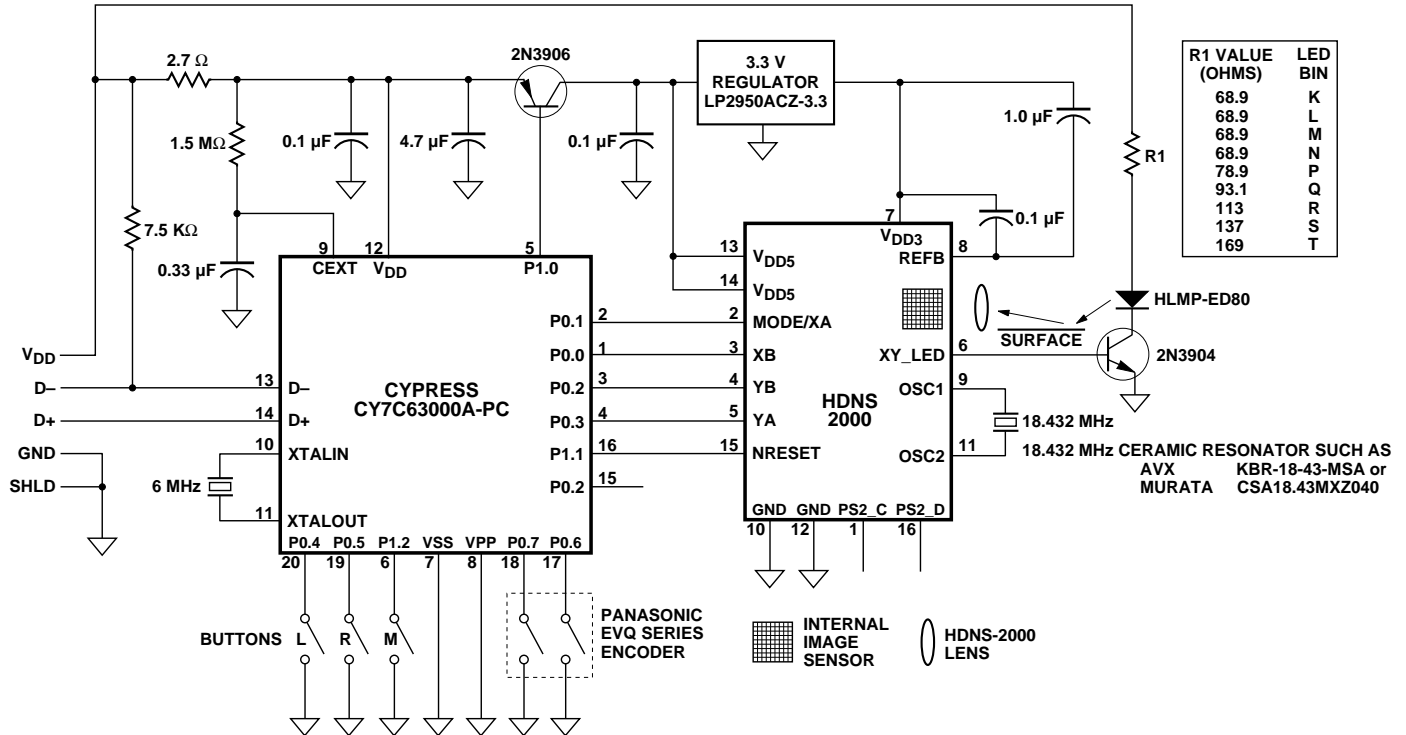 2.7 Ω
2N3906
3.3 V
REGULATOR
LP2950ACZ-3.3
R1 VALUE
(OHMS)
LED
BIN
68.9 K
68.9 L
68.9 M
68.9 N
78.9 P
93.1 Q
113 R
137 S
169 T
1.5 MΩ
0.1 µF
4.7 µF
0.1 µF
1.0 µF
R1
7.5 KΩ
0.33 µF
0.1 µF
9
CEXT
12
VDD
5
P1.0
7
VDD3
8
REFB
13
VDD5
14
VDD5
HLMP-ED80
SURFACE
2N3904
P0.1 2
2 MODE/XA
P0.0 1
3 XB
XY_LED 6
P0.2 3
4 YB
P0.3 4
5 YA
P1.1 16
15 NRESET
P0.2 15
VDD
D–
13 D–
D+
14 D+
GND
SHLD
10 XTALIN
6 MHz
11 XTALOUT
CYPRESS
CY7C63000A-PC
HDNS
2000
OSC1 9
18.432 MHz
OSC2 11
18.432 MHz CERAMIC RESONATOR SUCH AS
AVX KBR-18-43-MSA or
MURATA CSA18.43MXZ040
P0.4 P0.5 P1.2 VSS VPP P0.7 P0.6
20 19 6 7 8 18 17
GND GND PS2_C PS2_D
10 12 1 16
BUTTONS L R M
PANASONIC
EVQ SERIES
ENCODER
INTERNAL
IMAGE
SENSOR
HDNS-2000
LENS